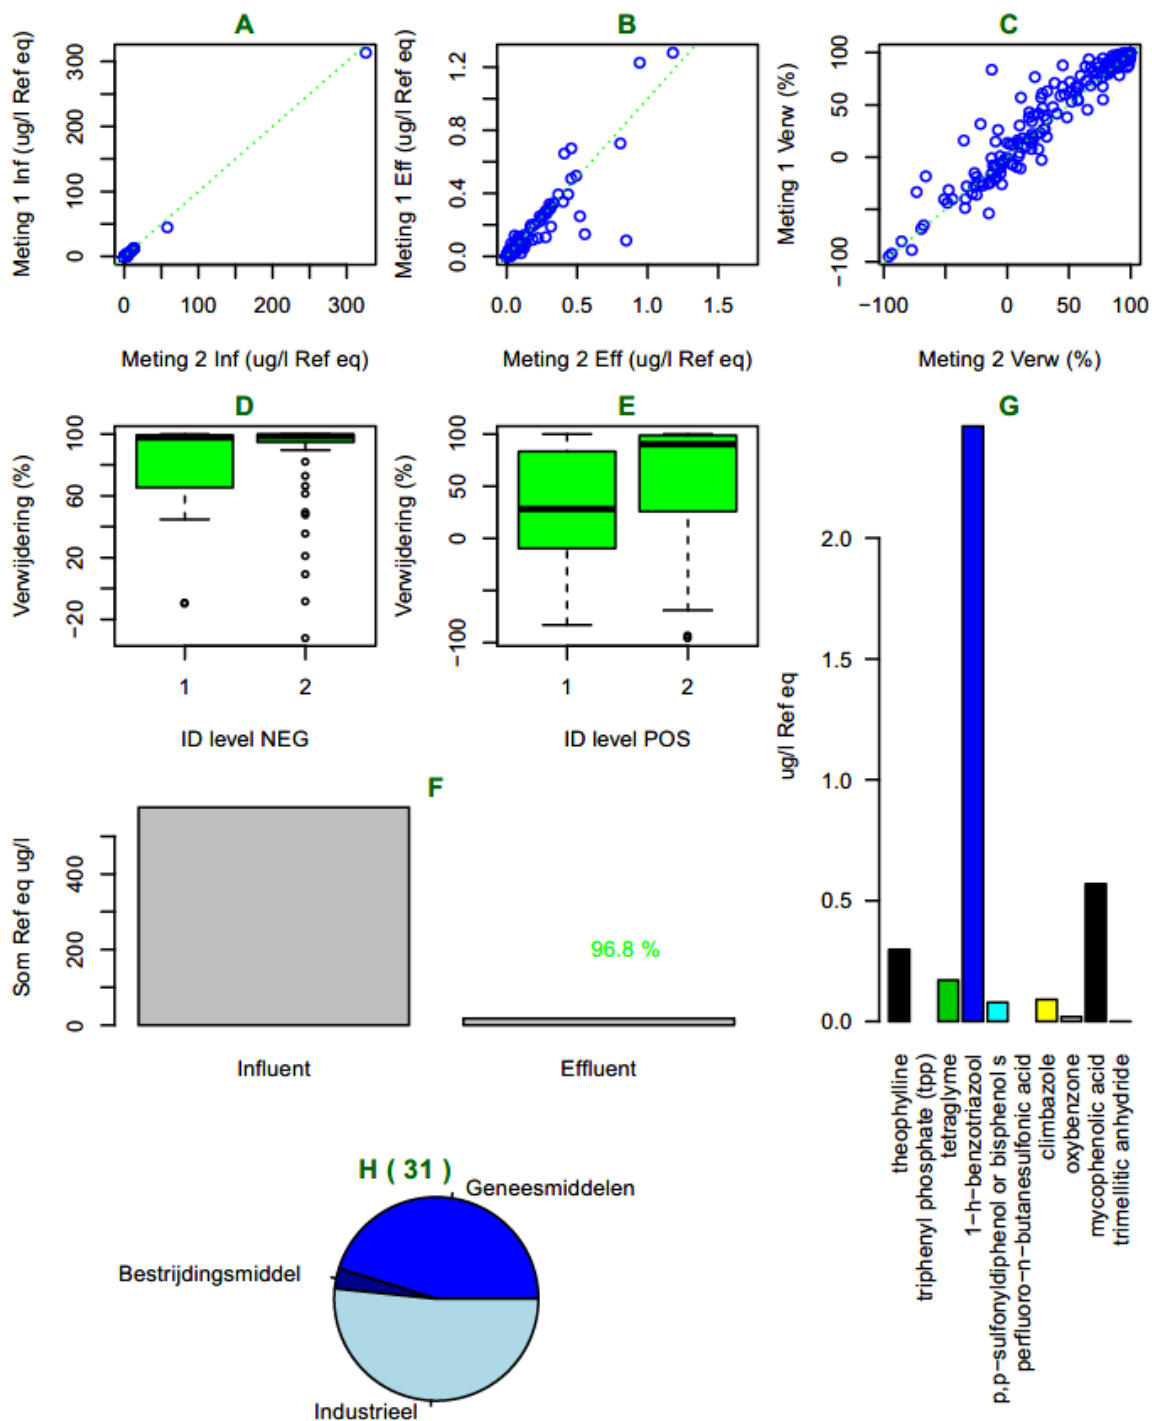 A
Meting 1 Inf (ug/l Ref eq)
0
100
200
300
0
100
200
300
Meting 2 Inf (ug/l Ref eq)
B
Meting 1 Eff (ug/l Ref eq)
0.0
0.4
0.8
1.2
0.0
0.5
1.0
1.5
Meting 2 Eff (ug/l Ref eq)
C
Meting 1 Verw (%)
−100
0
50
100
−100
0
50
100
Meting 2 Verw (%)
D
Verwijdering (%)
−20
20
60
100
1
2
ID level NEG
E
Verwijdering (%)
−100
0
50
100
1
2
ID level POS
G
ug/l Ref eq
0.0
0.5
1.0
1.5
2.0
theophylline
triphenyl phosphate (tpp)
tetraglyme
1−h−benzotriazool
p,p−sulfonyldiphenol or bisphenol s
perfluoro−n−butanesulfonic acid
climbazole
oxybenzone
mycophenolic acid
trimellitic anhydride
F
Som Ref eq ug/l
0
200
400
96.8 %
Influent
Effluent
H ( 31 )
Geneesmiddelen
Bestrijdingsmiddel
Industrieel